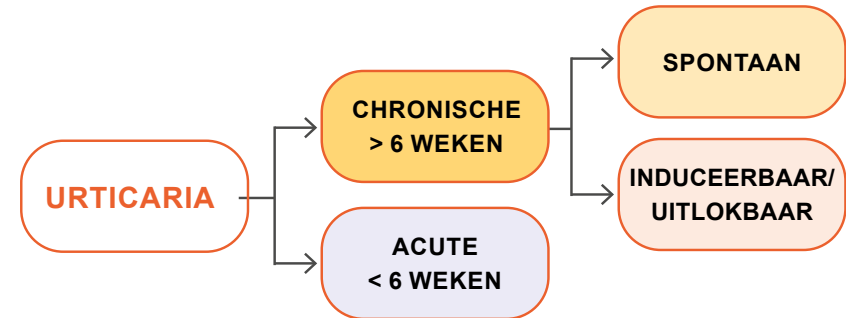 URTICARIA
CHRONISCHE
> 6 WEKEN
ACUTE
< 6 WEKEN
SPONTAAN
INDUCEERBAAR/
UITLOKBAAR